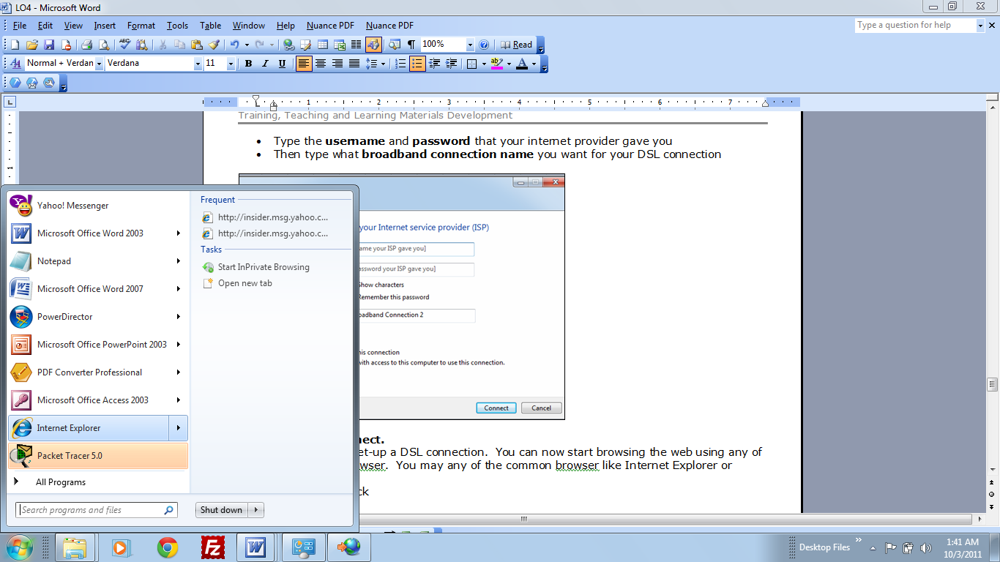 LO4 - Microsoft Word
File Edit View Insert Format Tools Table Window Help Nuance PDF Nuance PDF
Type a question for help
100% Read
Normal + Verdan Verdana 11 B I U
1 2 3 4 5 6 7
Training, Teaching and Learning Materials Development
• Type the username and password that your internet provider gave you
• Then type what broadband connection name you want for your DSL connection
your Internet service provider (ISP)
ame your ISP gave you]
assword your ISP gave you]
Show characters
Remember this password
oadband Connection 2
his connection
with access to this computer to use this connection.
Connect Cancel
nect.
et-up a DSL connection. You can now start browsing the web using any of
wser. You may any of the common browser like Internet Explorer or
ck
Yahoo! Messenger
Microsoft Office Word 2003
Notepad
Microsoft Office Word 2007
PowerDirector
Microsoft Office PowerPoint 2003
PDF Converter Professional
Microsoft Office Access 2003
Internet Explorer
Packet Tracer 5.0
All Programs
Search programs and files
Shut down
Frequent
http://insider.msg.yahoo.c...
http://insider.msg.yahoo.c...
Tasks
Start InPrivate Browsing
Open new tab
Desktop Files
1:41 AM
10/3/2011